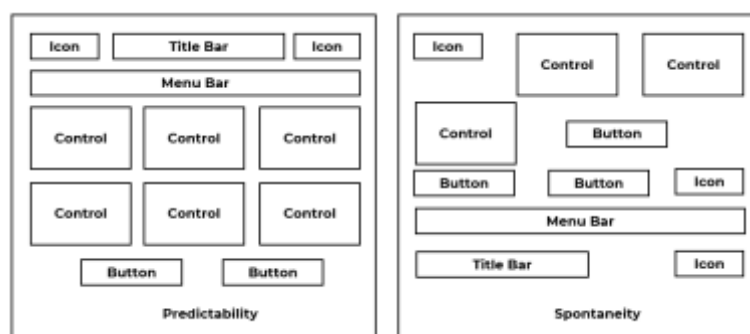 Icon Title Bar Icon
Menu Bar
Control Control Control
Control Control Control
Button Button
Predictability
Icon
Control Control
Control
Button
Button Button Icon
Menu Bar
Title Bar Icon
Spontaneity